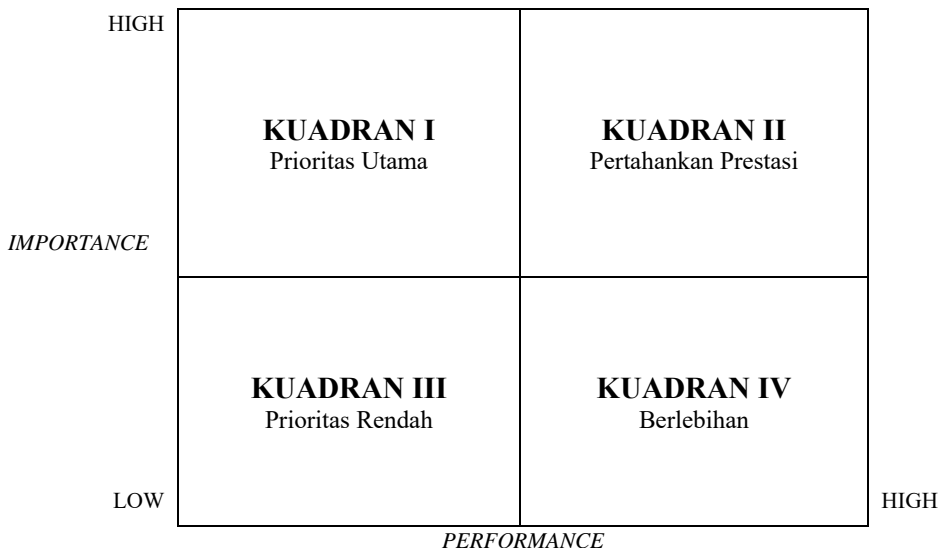 HIGH
KUADRAN I
Prioritas Utama
KUADRAN II
Pertahankan Prestasi
IMPORTANCE
KUADRAN III
Prioritas Rendah
KUADRAN IV
Berlebihan
LOW
HIGH
PERFORMANCE